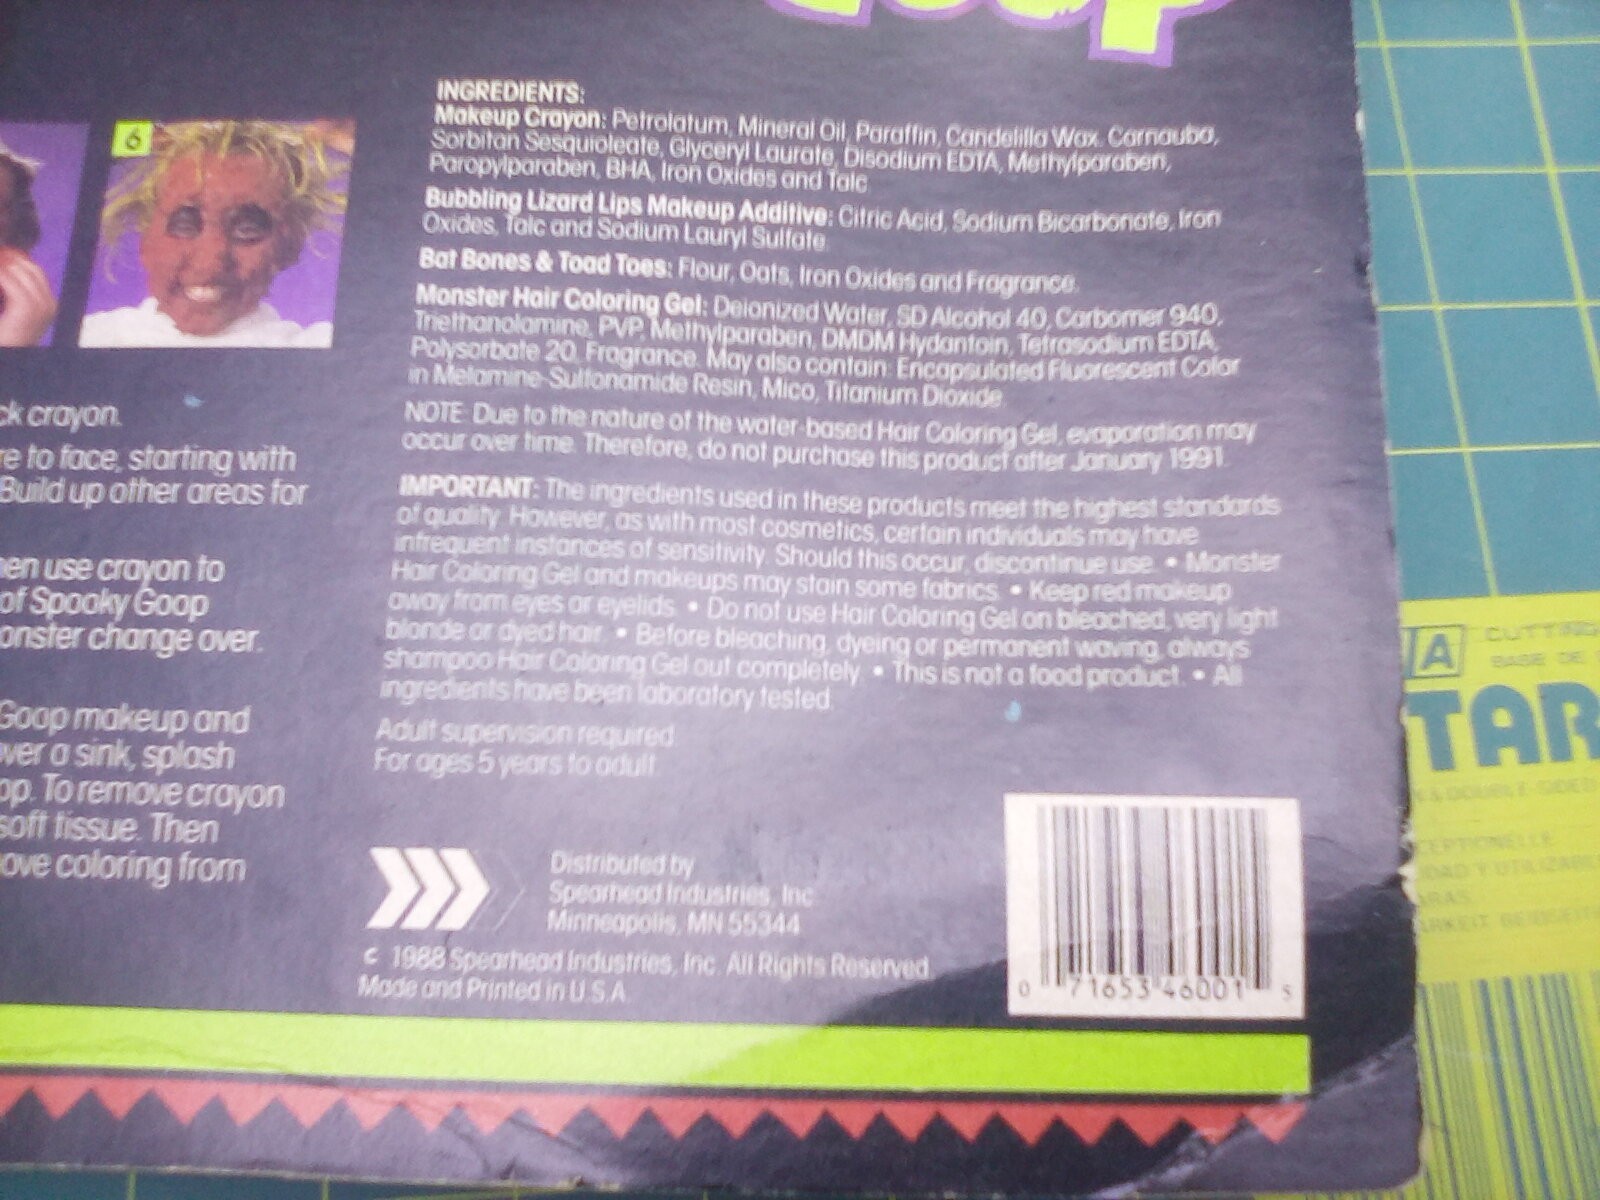 INGREDIENTS:
Makeup Crayon: Petrolatum, Mineral Oil, Paraffin, Candelilla Wax, Carnauba,
Sorbitan Sesquioleate, Glyceryl Laurate, Disodium EDTA, Methylparaben,
Paropylparaben, BHA, Iron Oxides and Talc
Bubbling Lizard Lips Makeup Additive: Citric Acid, Sodium Bicarbonate, Iron
Oxides, Talc and Sodium Lauryl Sulfate.
Bat Bones & Toad Toes: Flour, Oats, Iron Oxides and Fragrance.
Monster Hair Coloring Gel: Deionized Water, SD Alcohol 40, Carbomer 940,
Triethanolamine, PVP, Methylparaben, DMDM Hydantoin, Tetrasodium EDTA,
Polysorbate 20, Fragrance. May also contain: Encapsulated Fluorescent Color
in Melamine-Sulfonamide Resin, Mica, Titanium Dioxide.
NOTE: Due to the nature of the water-based Hair Coloring Gel, evaporation may
occur over time. Therefore, do not purchase this product after January 1991.
IMPORTANT: The ingredients used in these products meet the highest standards
of quality. However, as with most cosmetics, certain individuals may have
infrequent instances of sensitivity. Should this occur, discontinue use. • Monster
Hair Coloring Gel and makeups may stain some fabrics. • Keep red makeup
away from eyes or eyelids. • Do not use Hair Coloring Gel on bleached, very light
blonde or dyed hair. • Before bleaching, dyeing or permanent waving, always
shampoo Hair Coloring Gel out completely. • This is not a food product. • All
ingredients have been laboratory tested.
Adult supervision required.
For ages 5 years to adult.
Distributed by
Spearhead Industries, Inc.
Minneapolis, MN 55344
c 1988 Spearhead Industries, Inc. All Rights Reserved.
Made and Printed in U.S.A.
0 71653 46001 5
6
ck crayon.
re to face, starting with
Build up other areas for
en use crayon to
of Spooky Goop
onster change over.
Goop makeup and
ver a sink, splash
op. To remove crayon
soft tissue. Then
ove coloring from
A CUTTING
BASE DE
TAR
& DOUBLE-SIDED